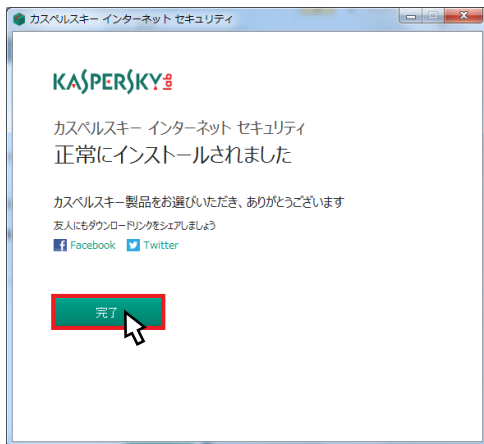 カスペルスキー インターネット セキュリティ
KASPERSKY lab
カスペルスキー インターネット セキュリティ
正常にインストールされました
カスペルスキー製品をお選びいただき、ありがとうございます
友人にもダウンロードリンクをシェアしましょう
Facebook Twitter
完了